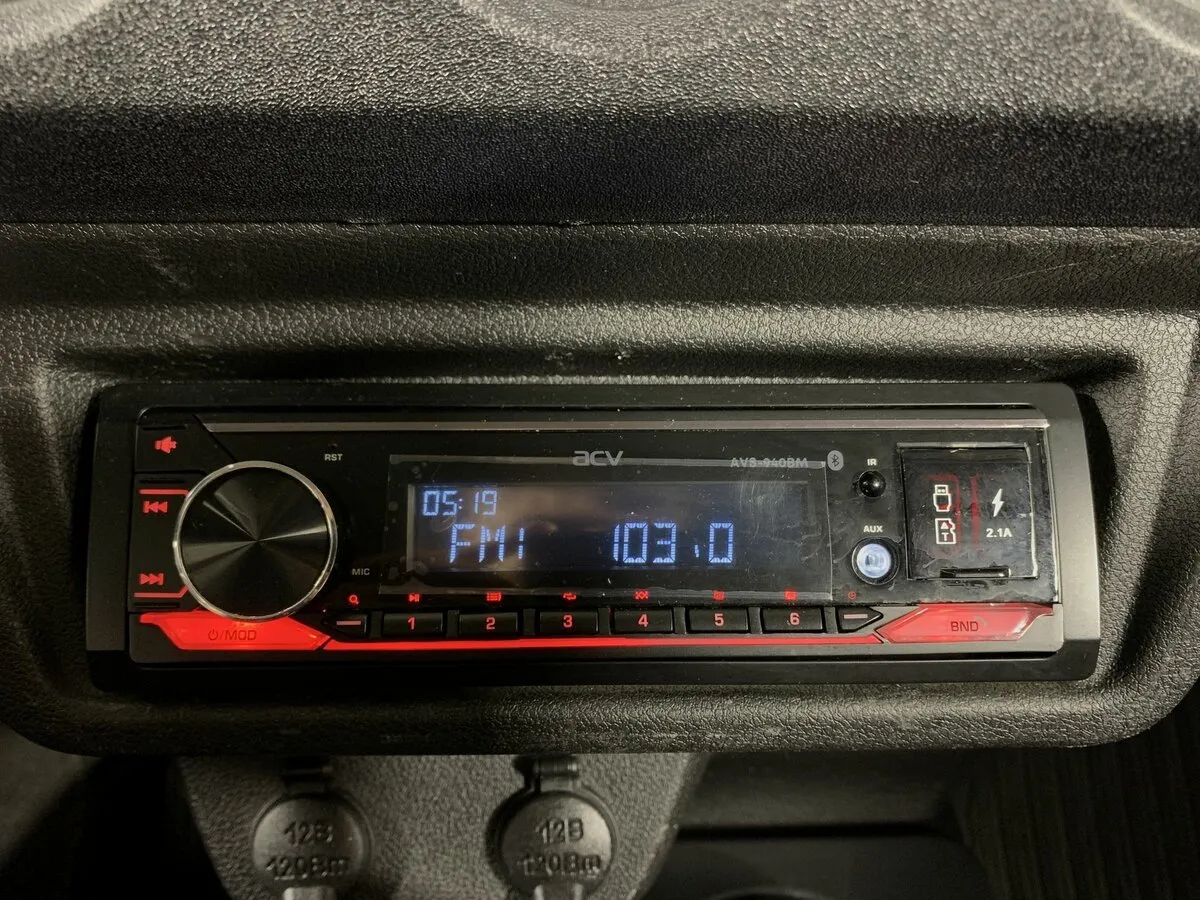 acv
AVS-940BM
RST
IR
05:19
FM1 103.0
AUX
2.1A
MIC
1 2 3 4 5 6
⏻/MOD
BND
12В
120Вт
12В
120Вт